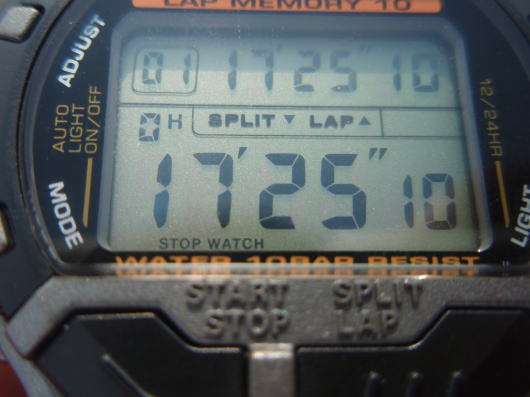 LAP MEMORY 10
ADJUST
01 17'25"10
AUTO
LIGHT
ON/OFF
12/24HR
0H SPLIT ▼ LAP ▲
17'25"10
MODE
LIGHT
STOP WATCH
WATER 10BAR RESIST
START SPLIT
STOP LAP